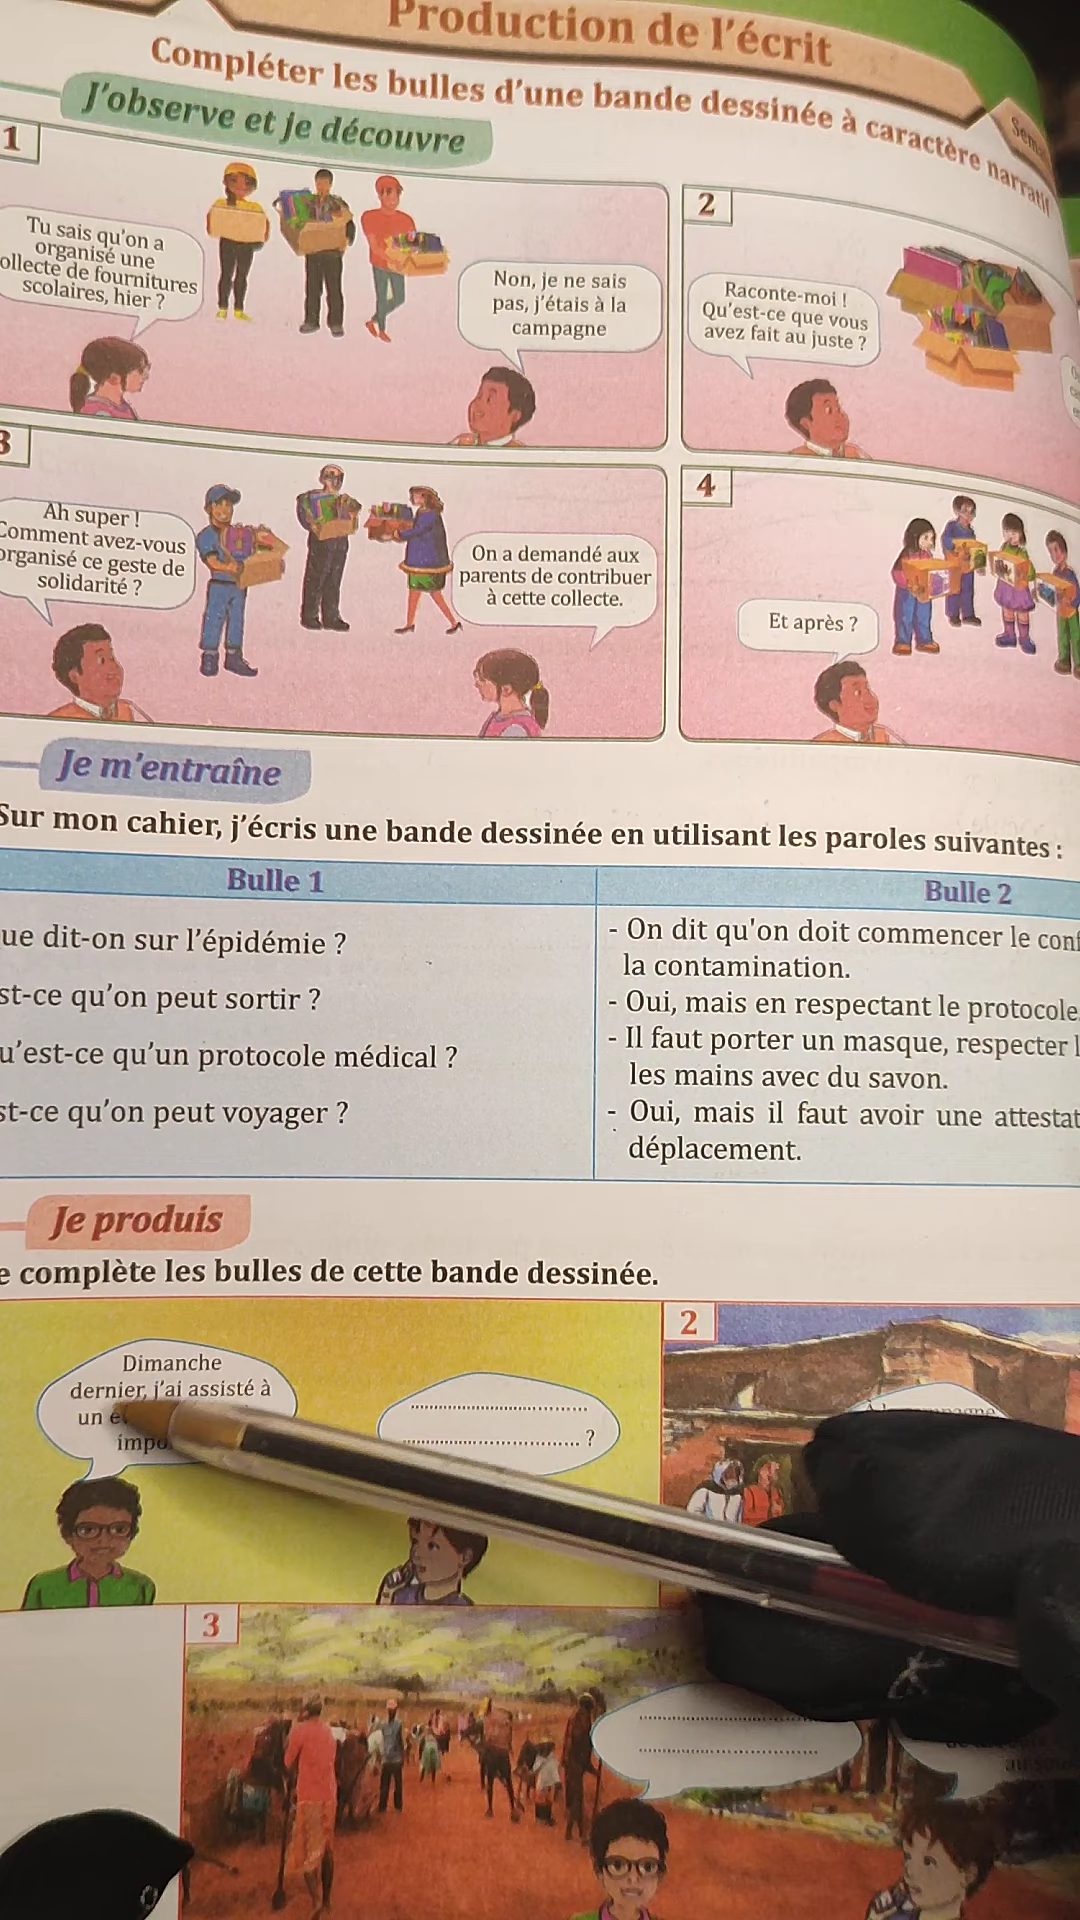 Production de l'écrit
Compléter les bulles d'une bande dessinée à caractère narratif
J'observe et je découvre
1
Tu sais qu'on a
organisé une
ollecte de fournitures
scolaires, hier ?
Non, je ne sais
pas, j'étais à la
campagne
2
Raconte-moi !
Qu'est-ce que vous
avez fait au juste ?
3
Ah super !
Comment avez-vous
organisé ce geste de
solidarité ?
On a demandé aux
parents de contribuer
à cette collecte.
4
Et après ?
Je m'entraîne
Sur mon cahier, j'écris une bande dessinée en utilisant les paroles suivantes :
Bulle 1
Bulle 2
ue dit-on sur l'épidémie ?
st-ce qu'on peut sortir ?
u'est-ce qu'un protocole médical ?
st-ce qu'on peut voyager ?
- On dit qu'on doit commencer le conf
la contamination.
- Oui, mais en respectant le protocole
- Il faut porter un masque, respecter l
les mains avec du savon.
- Oui, mais il faut avoir une attestat
déplacement.
Je produis
e complète les bulles de cette bande dessinée.
Dimanche
dernier, j'ai assisté à
un
impo
.............................. ?
2
3